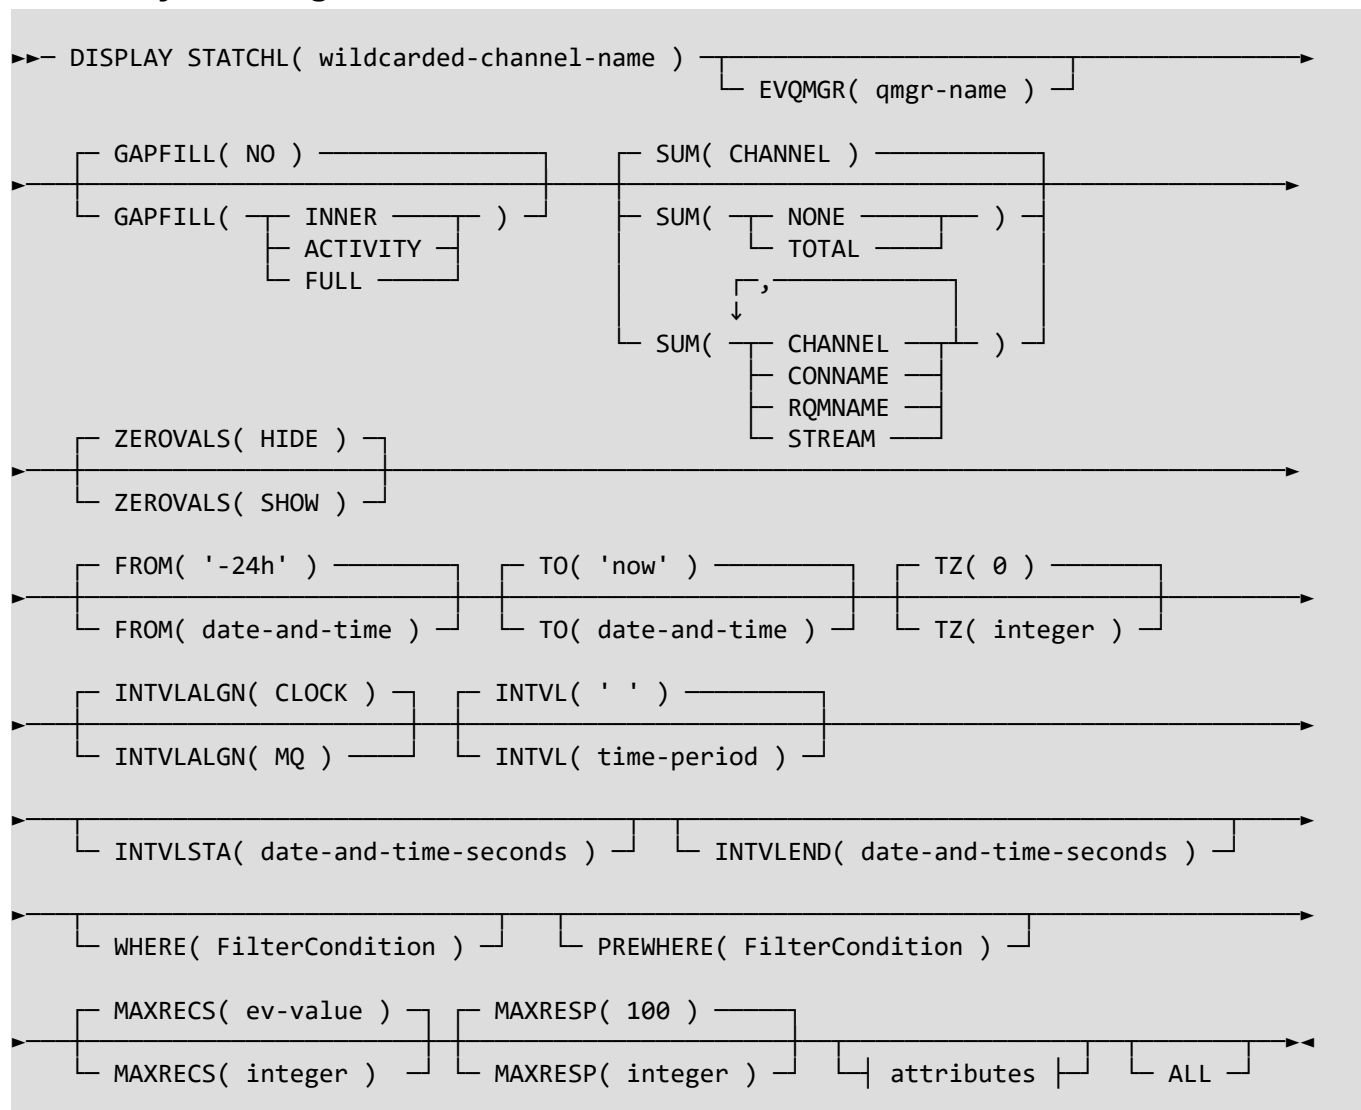 DISPLAY STATCHL( wildcarded-channel-name )
EVQMGR( qmgr-name )
GAPFILL( NO ) SUM( CHANNEL )
GAPFILL( INNER ) SUM( NONE )
ACTIVITY TOTAL
FULL
,
SUM( CHANNEL )
CONNAME
RQMNAME
ZEROVALS( HIDE ) STREAM
ZEROVALS( SHOW )
FROM( '-24h' ) TO( 'now' ) TZ( 0 )
FROM( date-and-time ) TO( date-and-time ) TZ( integer )
INTVLALGN( CLOCK ) INTVL( ' ' )
INTVLALGN( MQ ) INTVL( time-period )
INTVLSTA( date-and-time-seconds ) INTVLEND( date-and-time-seconds )
WHERE( FilterCondition ) PREWHERE( FilterCondition )
MAXRECS( ev-value ) MAXRESP( 100 )
MAXRECS( integer ) MAXRESP( integer ) attributes ALL